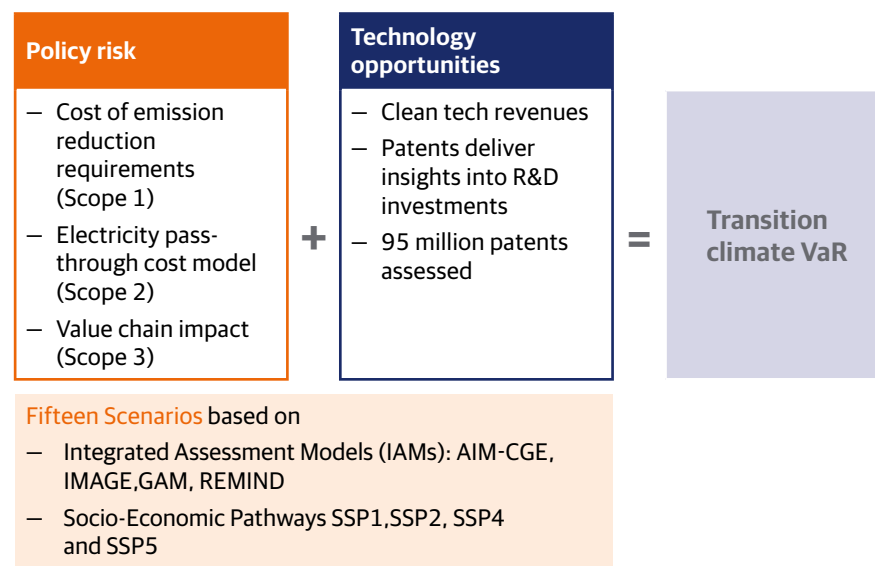 Policy risk
— Cost of emission
reduction
requirements
(Scope 1)
— Electricity pass-
through cost model
(Scope 2)
— Value chain impact
(Scope 3)
+
Technology
opportunities
— Clean tech revenues
— Patents deliver
insights into R&D
investments
— 95 million patents
assessed
=
Transition
climate VaR
Fifteen Scenarios based on
— Integrated Assessment Models (IAMs): AIM-CGE,
IMAGE,GAM, REMIND
— Socio-Economic Pathways SSP1,SSP2, SSP4
and SSP5